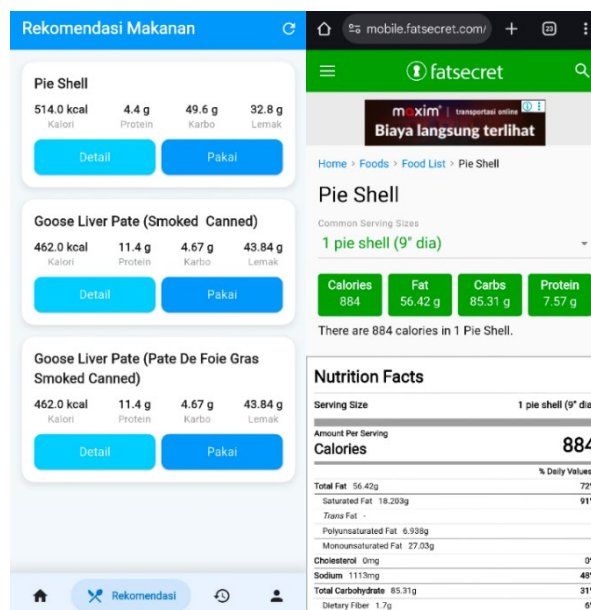 Rekomendasi Makanan
Pie Shell
514.0 kcal 4.4 g 49.6 g 32.8 g
Kalori Protein Karbo Lemak
Detail Pakai
Goose Liver Pate (Smoked Canned)
462.0 kcal 11.4 g 4.67 g 43.84 g
Kalori Protein Karbo Lemak
Detail Pakai
Goose Liver Pate (Pate De Foie Gras
Smoked Canned)
462.0 kcal 11.4 g 4.67 g 43.84 g
Kalori Protein Karbo Lemak
Detail Pakai
Rekomendasi
mobile.fatsecret.com/ 23
fatsecret
maxim transportasi online
Biaya langsung terlihat
Home > Foods > Food List > Pie Shell
Pie Shell
Common Serving Sizes
1 pie shell (9" dia)
Calories Fat Carbs Protein
884 56.42 g 85.31 g 7.57 g
There are 884 calories in 1 Pie Shell.
Nutrition Facts
Serving Size 1 pie shell (9" dia
Amount Per Serving
Calories 884
% Daily Values
Total Fat 56.42g 72
Saturated Fat 18.203g 91
Trans Fat -
Polyunsaturated Fat 6.938g
Monounsaturated Fat 27.03g
Cholesterol 0mg 0
Sodium 1113mg 48
Total Carbohydrate 85.31g 31
Dietary Fiber 1.7g 6